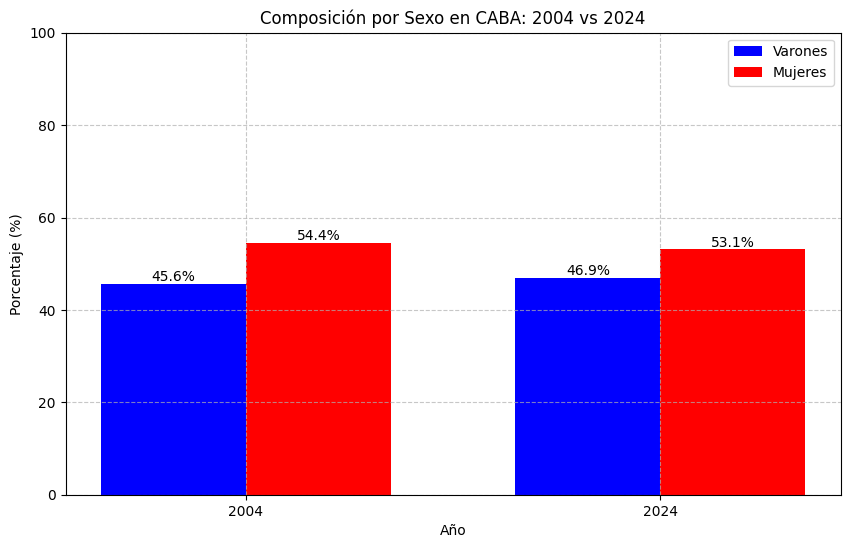 Composición por Sexo en CABA: 2004 vs 2024
Varones
Mujeres
Porcentaje (%)
100
80
60
40
20
0
45.6%
54.4%
46.9%
53.1%
2004
2024
Año